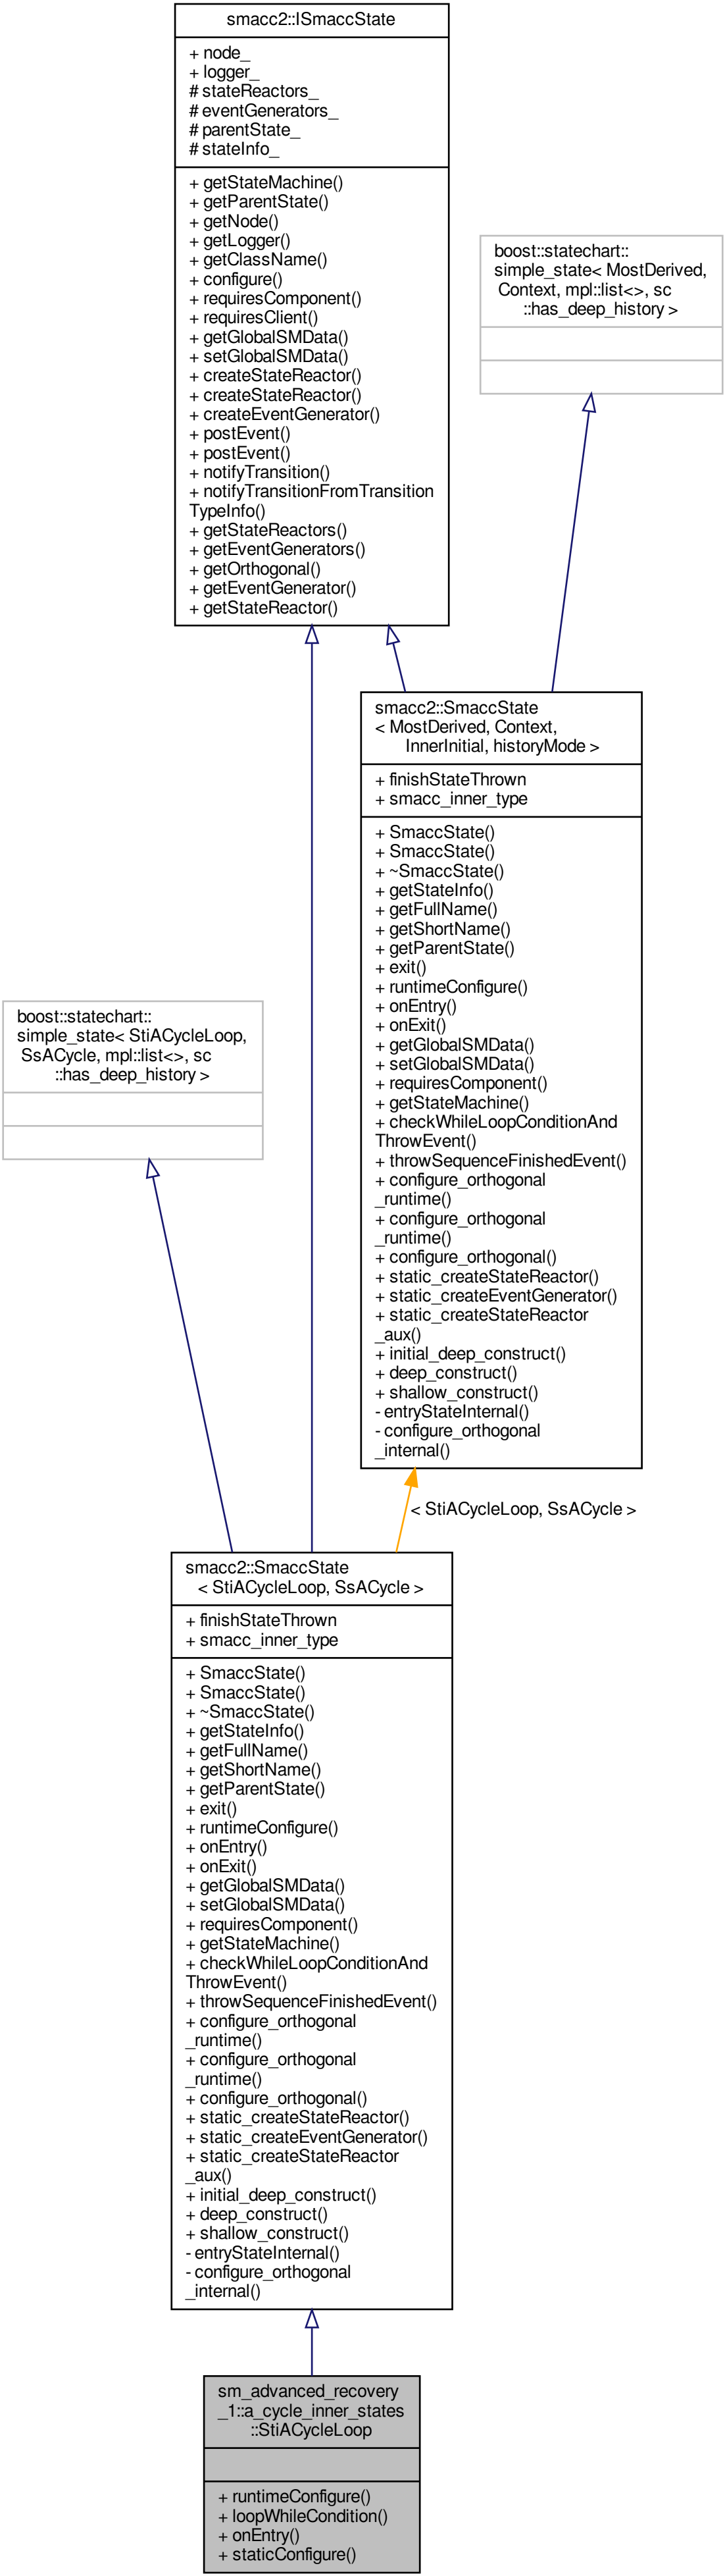 smacc2::ISmaccState
+ node_
+ logger_
# stateReactors_
# eventGenerators_
# parentState_
# stateInfo_
+ getStateMachine()
+ getParentState()
+ getNode()
+ getLogger()
+ getClassName()
+ configure()
+ requiresComponent()
+ requiresClient()
+ getGlobalSMData()
+ setGlobalSMData()
+ createStateReactor()
+ createStateReactor()
+ createEventGenerator()
+ postEvent()
+ postEvent()
+ notifyTransition()
+ notifyTransitionFromTransition
TypeInfo()
+ getStateReactors()
+ getEventGenerators()
+ getOrthogonal()
+ getEventGenerator()
+ getStateReactor()
boost::statechart::
simple_state< MostDerived,
Context, mpl::list<>, sc
::has_deep_history >
smacc2::SmaccState
< MostDerived, Context,
InnerInitial, historyMode >
+ finishStateThrown
+ smacc_inner_type
+ SmaccState()
+ SmaccState()
+ ~SmaccState()
+ getStateInfo()
+ getFullName()
+ getShortName()
+ getParentState()
+ exit()
+ runtimeConfigure()
+ onEntry()
+ onExit()
+ getGlobalSMData()
+ setGlobalSMData()
+ requiresComponent()
+ getStateMachine()
+ checkWhileLoopConditionAnd
ThrowEvent()
+ throwSequenceFinishedEvent()
+ configure_orthogonal
_runtime()
+ configure_orthogonal
_runtime()
+ configure_orthogonal()
+ static_createStateReactor()
+ static_createEventGenerator()
+ static_createStateReactor
_aux()
+ initial_deep_construct()
+ deep_construct()
+ shallow_construct()
- entryStateInternal()
- configure_orthogonal
_internal()
boost::statechart::
simple_state< StiACycleLoop,
SsACycle, mpl::list<>, sc
::has_deep_history >
< StiACycleLoop, SsACycle >
smacc2::SmaccState
< StiACycleLoop, SsACycle >
+ finishStateThrown
+ smacc_inner_type
+ SmaccState()
+ SmaccState()
+ ~SmaccState()
+ getStateInfo()
+ getFullName()
+ getShortName()
+ getParentState()
+ exit()
+ runtimeConfigure()
+ onEntry()
+ onExit()
+ getGlobalSMData()
+ setGlobalSMData()
+ requiresComponent()
+ getStateMachine()
+ checkWhileLoopConditionAnd
ThrowEvent()
+ throwSequenceFinishedEvent()
+ configure_orthogonal
_runtime()
+ configure_orthogonal
_runtime()
+ configure_orthogonal()
+ static_createStateReactor()
+ static_createEventGenerator()
+ static_createStateReactor
_aux()
+ initial_deep_construct()
+ deep_construct()
+ shallow_construct()
- entryStateInternal()
- configure_orthogonal
_internal()
sm_advanced_recovery
_1::a_cycle_inner_states
::StiACycleLoop
+ runtimeConfigure()
+ loopWhileCondition()
+ onEntry()
+ staticConfigure()